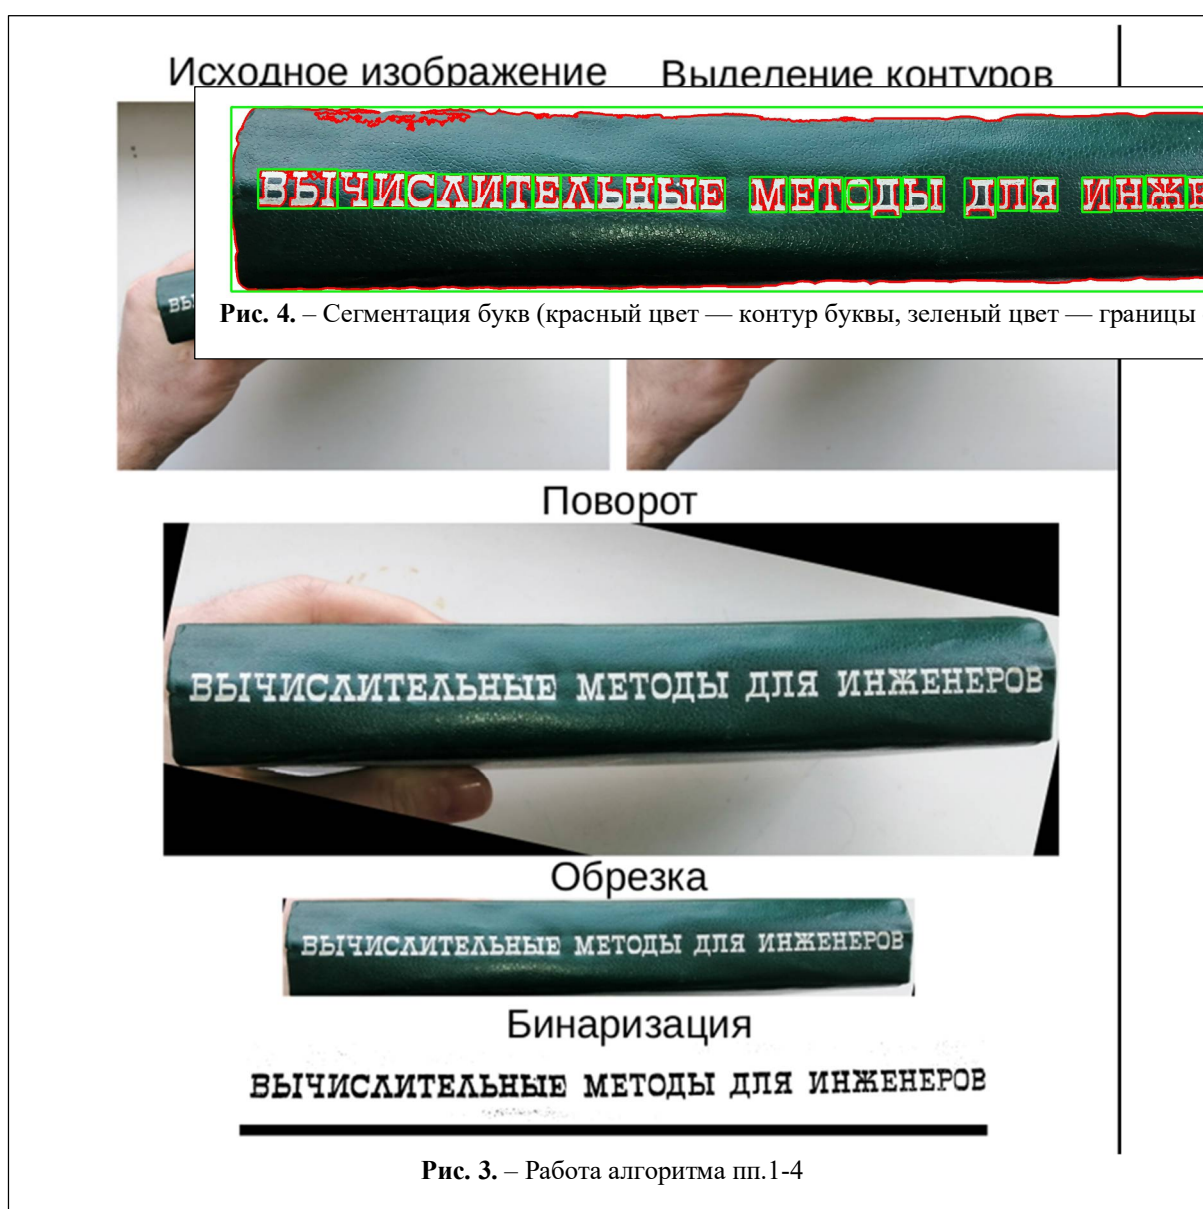 Исходное изображение
Выделение контуров
ВЫЧИСЛИТЕЛЬНЫЕ МЕТОДЫ ДЛЯ ИНЖЕ
Рис. 4. – Сегментация букв (красный цвет — контур буквы, зеленый цвет — границы
ВЫ
Поворот
ВЫЧИСЛИТЕЛЬНЫЕ МЕТОДЫ ДЛЯ ИНЖЕНЕРОВ
Обрезка
ВЫЧИСЛИТЕЛЬНЫЕ МЕТОДЫ ДЛЯ ИНЖЕНЕРОВ
Бинаризация
ВЫЧИСЛИТЕЛЬНЫЕ МЕТОДЫ ДЛЯ ИНЖЕНЕРОВ
Рис. 3. – Работа алгоритма пп.1-4